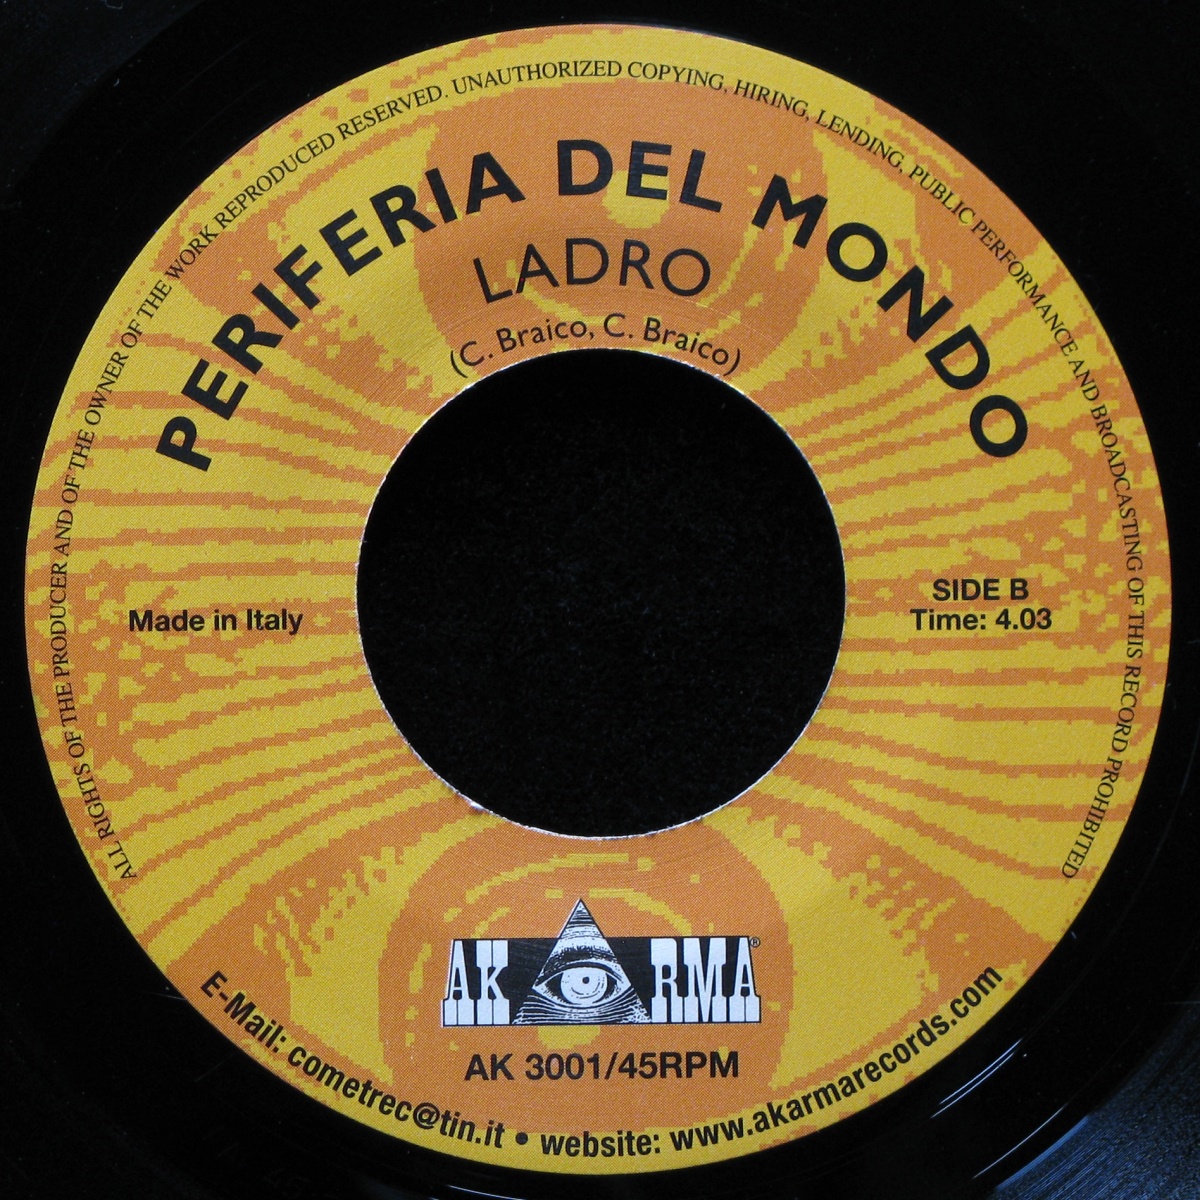 ALL RIGHTS OF THE PRODUCER AND OF THE OWNER OF THE WORK REPRODUCED RESERVED. UNAUTHORIZED COPYING, HIRING, LENDING, PUBLIC PERFORMANCE AND BROADCASTING OF THIS RECORD PROHIBITED
PERIFERIA DEL MONDO
LADRO
(C. Braico, C. Braico)
Made in Italy
SIDE B
Time: 4.03
AKARMA®
AK 3001/45RPM
E-Mail: cometrec@tin.it • website: www.akarmarecords.com